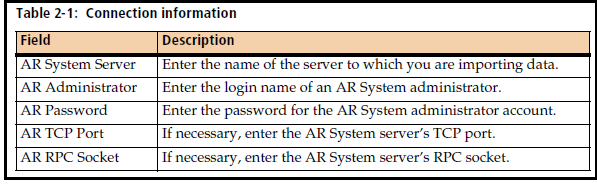 Table 2-1: Connection information
Field Description
AR System Server Enter the name of the server to which you are importing data.
AR Administrator Enter the login name of an AR System administrator.
AR Password Enter the password for the AR System administrator account.
AR TCP Port If necessary, enter the AR System server's TCP port.
AR RPC Socket If necessary, enter the AR System server's RPC socket.